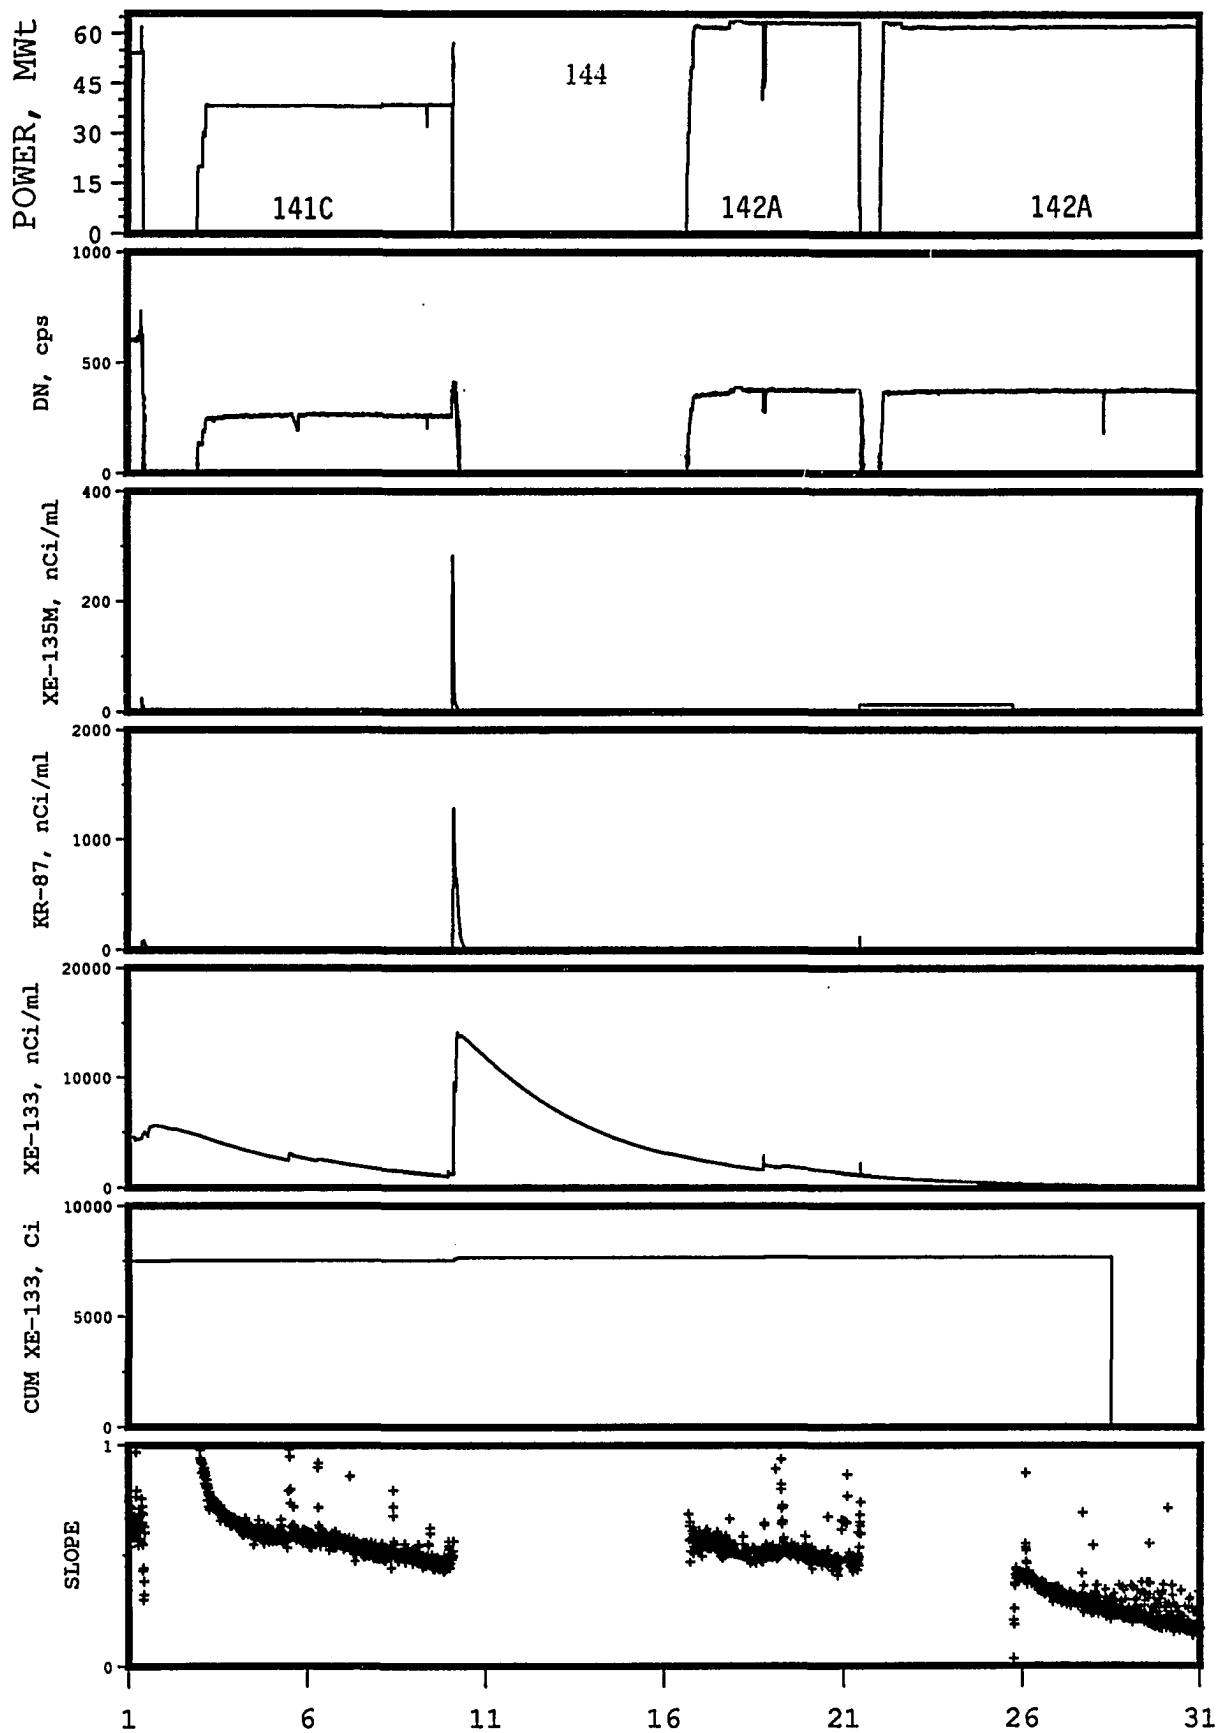 POWER, MWt
60
45
30
15
0
144
141C
142A
142A
DN, cps
1000
500
0
XE-135M, nCi/ml
400
200
0
KR-87, nCi/ml
2000
1000
0
XE-133, nCi/ml
20000
10000
0
CUM XE-133, Ci
10000
5000
0
SLOPE
1
0
1 6 11 16 21 26 31